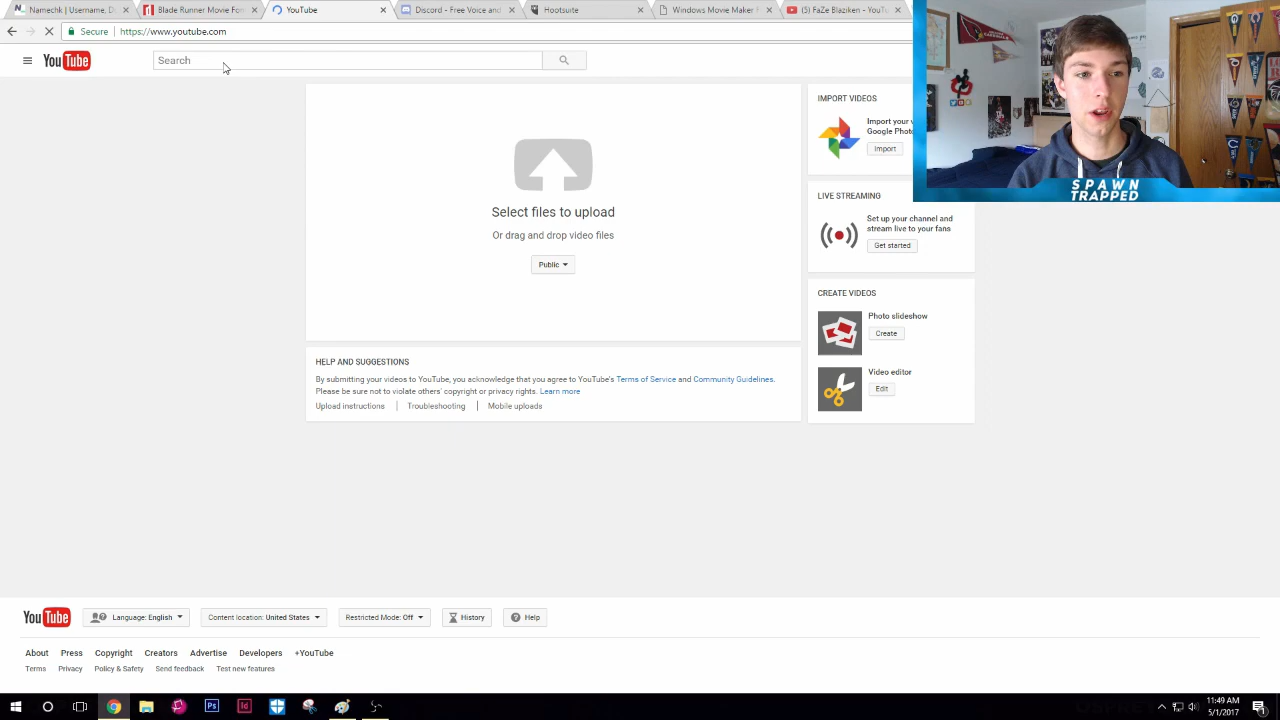 Namechk | Username, D
Blade Runner Movie Fon
YouTube
Discord - Free Voice and
Hootsuite
Windows Movie Maker
(5) FaZe Blaziken - YouTu
Secure
https://www.youtube.com
YouTube
Search
IMPORT VIDEOS
Import your v
Google Phot
Import
SPAWN
TRAPPED
LIVE STREAMING
Set up your channel and
stream live to your fans
Get started
Select files to upload
Or drag and drop video files
Public
CREATE VIDEOS
Photo slideshow
Create
Video editor
Edit
HELP AND SUGGESTIONS
By submitting your videos to YouTube, you acknowledge that you agree to YouTube's Terms of Service and Community Guidelines.
Please be sure not to violate others' copyright or privacy rights. Learn more
Upload instructions
Troubleshooting
Mobile uploads
YouTube
Language: English
Content location: United States
Restricted Mode: Off
History
Help
About Press Copyright Creators Advertise Developers +YouTube
Terms Privacy Policy & Safety Send feedback Test new features
Ps
Id
11:49 AM
5/1/2017
1